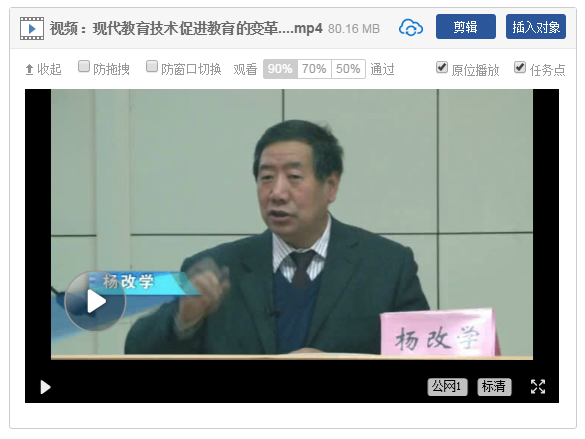 视频：现代教育技术促进教育的变革....mp4 80.16 MB 剪辑 插入对象
收起 防拖拽 防窗口切换 观看 90% 70% 50% 通过 原位播放 任务点
杨改学
杨改学
公网1 标清